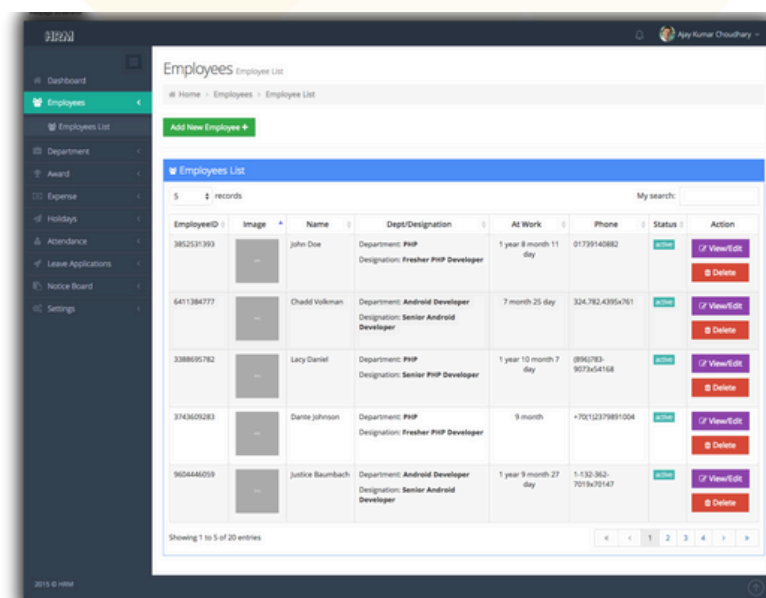 HRM
Ajay Kumar Choudhary
Dashboard
Employees
Employees List
Department
Award
Expense
Holidays
Attendance
Leave Applications
Notice Board
Settings
Employees Employee List
Home > Employees > Employee List
Add New Employee +
Employees List
5 records
My search:
EmployeeID Image Name Dept/Designation At Work Phone Status Action
3852531393 John Doe Department: PHP 1 year 8 month 11 01739140882 active View/Edit
Designation: Fresher PHP Developer day
Delete
6411384777 Chadd Volkman Department: Android Developer 7 month 25 day 324.782.4395x761 active View/Edit
Designation: Senior Android
Developer
Delete
3388695782 Lacy Daniel Department: PHP 1 year 10 month 7 (896)783- active View/Edit
Designation: Senior PHP Developer day 9073x54168
Delete
3743609283 Dante Johnson Department: PHP 9 month +70(1)2379891004 active View/Edit
Designation: Fresher PHP Developer
Delete
9604446059 Justice Baumbach Department: Android Developer 1 year 9 month 27 1-132-362- active View/Edit
Designation: Senior Android day 7019x70147
Developer
Delete
Showing 1 to 5 of 20 entries
« ‹ 1 2 3 4 › »
2015 © HRM